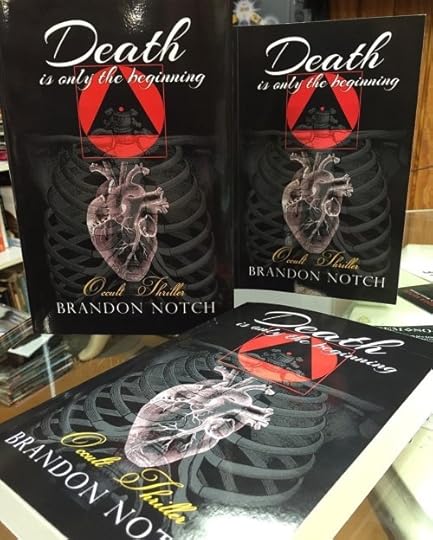 Death
is only the beginning
Occult Thriller
BRANDON NOTCH
Death
is only the beginning
Occult Thriller
BRANDON NOTCH
Death
is only the beginning
Occult Thriller
BRANDON NOTCH